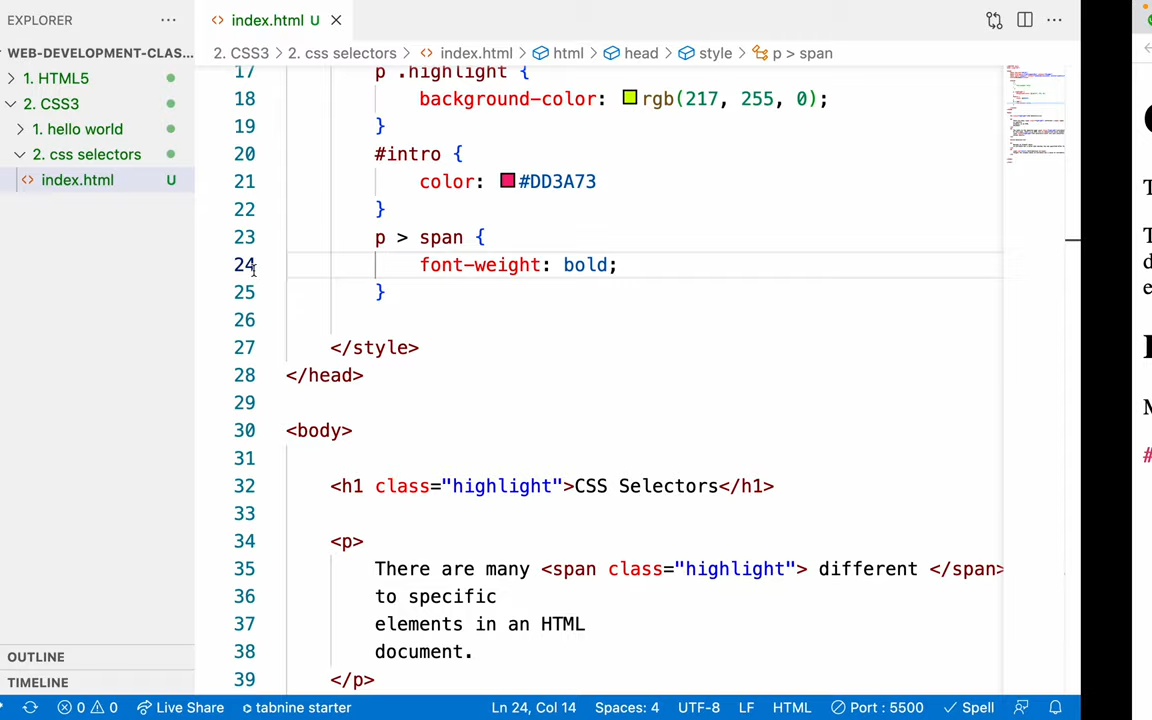 EXPLORER
index.html U
WEB-DEVELOPMENT-CLAS...
2. CSS3 > 2. css selectors > index.html > html > head > style > p > span
1. HTML5
2. CSS3
1. hello world
2. css selectors
index.html U
17 p .highlight {
18 background-color: rgb(217, 255, 0);
19 }
20 #intro {
21 color: #DD3A73
22 }
23 p > span {
24 font-weight: bold;
25 }
26
27 </style>
28 </head>
29
30 <body>
31
32 <h1 class="highlight">CSS Selectors</h1>
33
34 <p>
35 There are many <span class="highlight"> different </span>
36 to specific
37 elements in an HTML
38 document.
39 </p>
OUTLINE
TIMELINE
0 0 Live Share tabnine starter Ln 24, Col 14 Spaces: 4 UTF-8 LF HTML Port : 5500 Spell